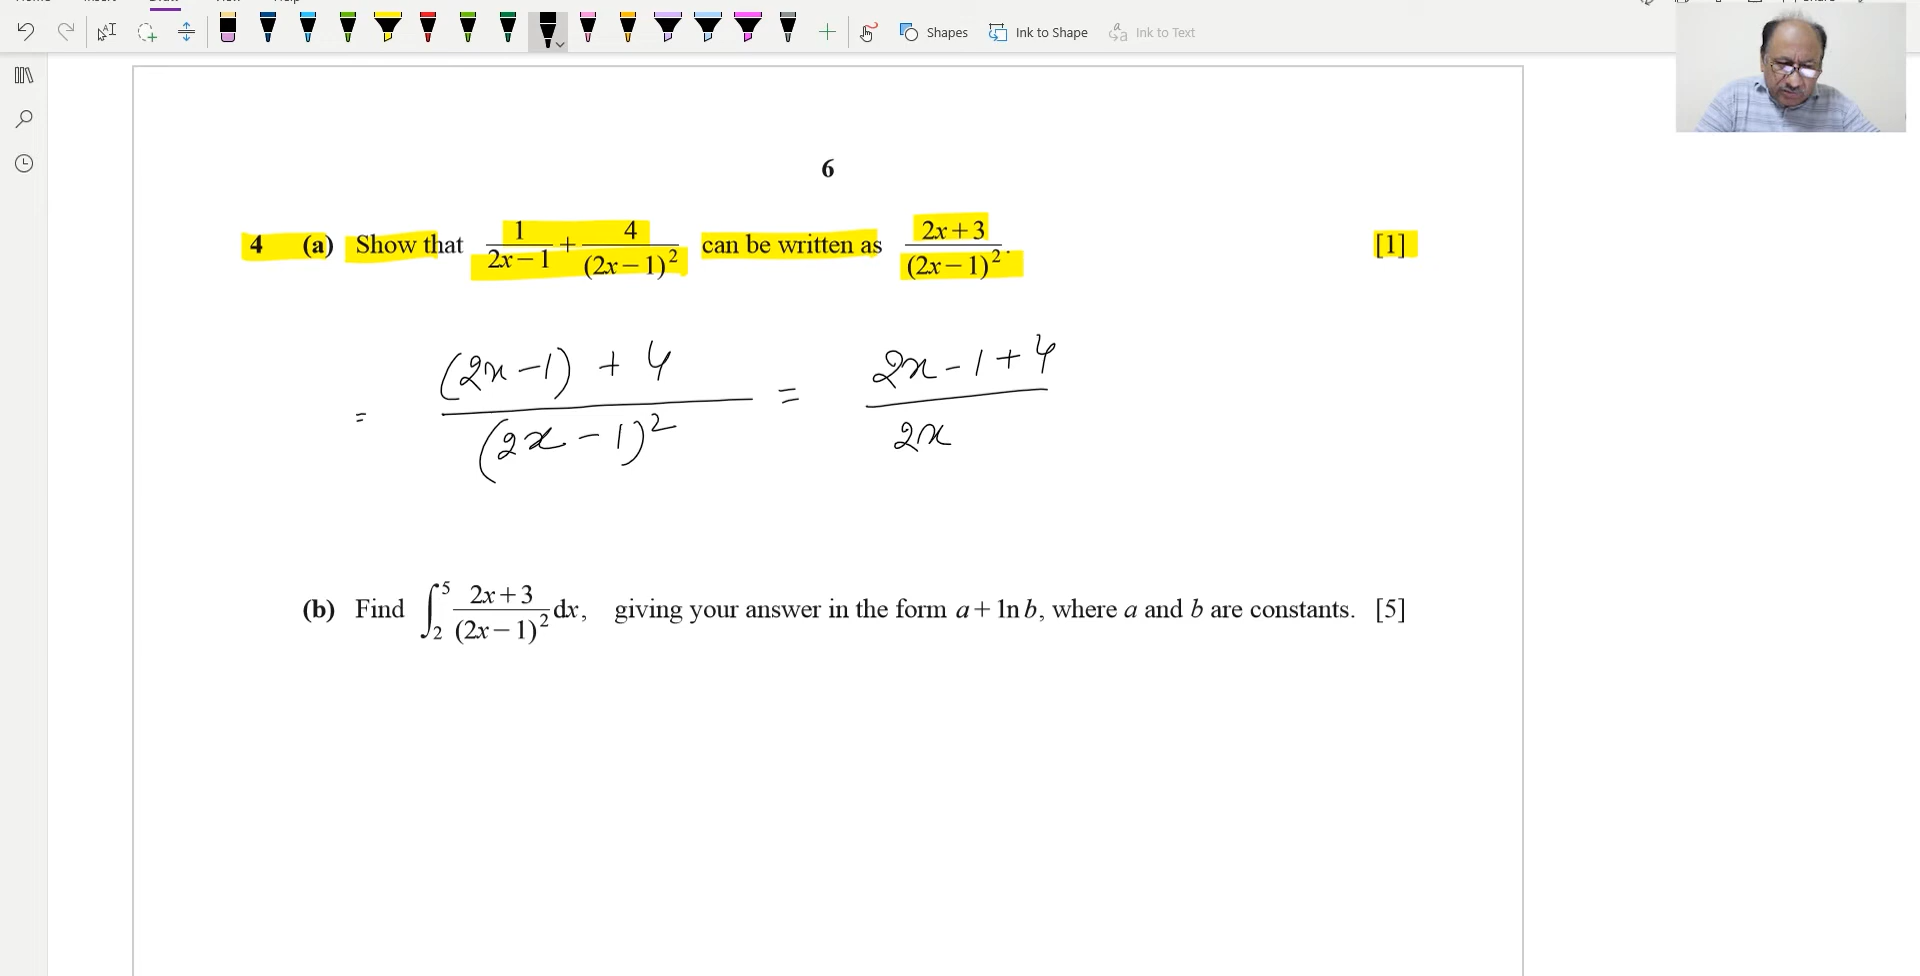 Shapes Ink to Shape Ink to Text
6
4 (a) Show that 1/(2x−1) + 4/(2x−1)² can be written as (2x+3)/(2x−1)². [1]
= ((2x−1) + 4)/(2x−1)² = (2x−1+4)/2x
(b) Find ∫₂⁵ (2x+3)/(2x−1)² dx, giving your answer in the form a + ln b, where a and b are constants. [5]